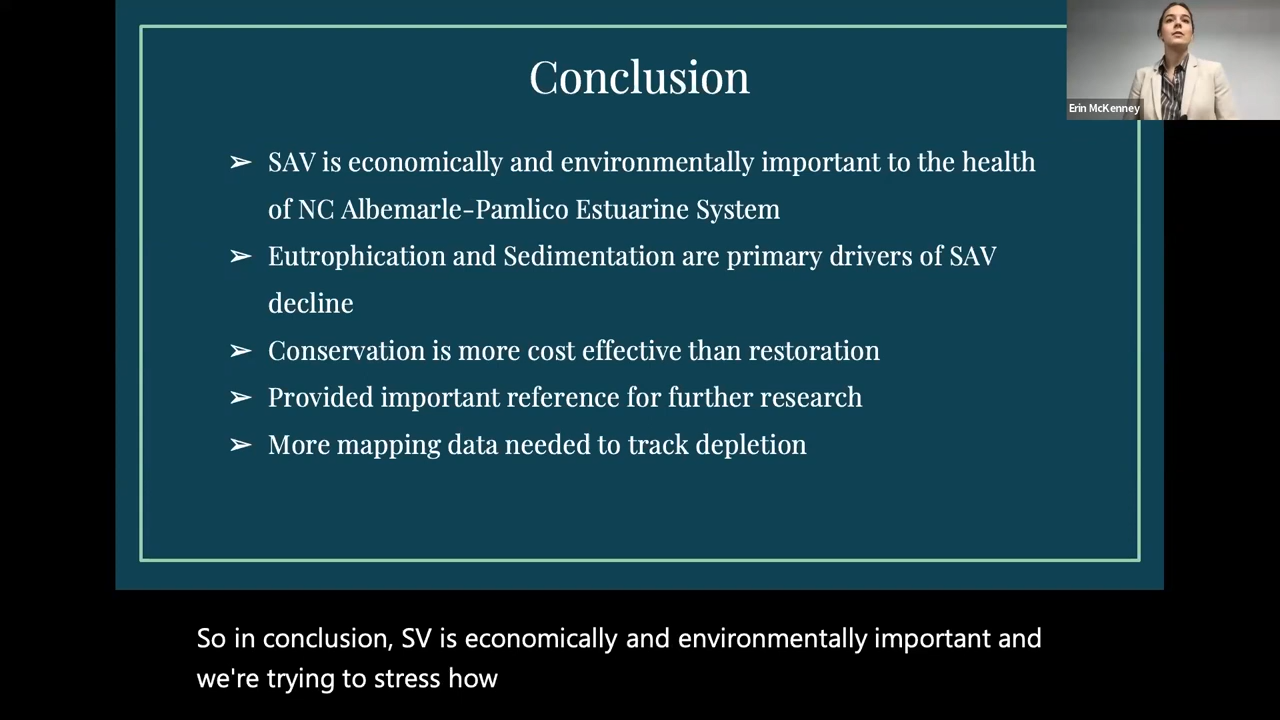 Conclusion
Erin McKenney
➢ SAV is economically and environmentally important to the health
of NC Albemarle-Pamlico Estuarine System
➢ Eutrophication and Sedimentation are primary drivers of SAV
decline
➢ Conservation is more cost effective than restoration
➢ Provided important reference for further research
➢ More mapping data needed to track depletion
So in conclusion, SV is economically and environmentally important and
we're trying to stress how